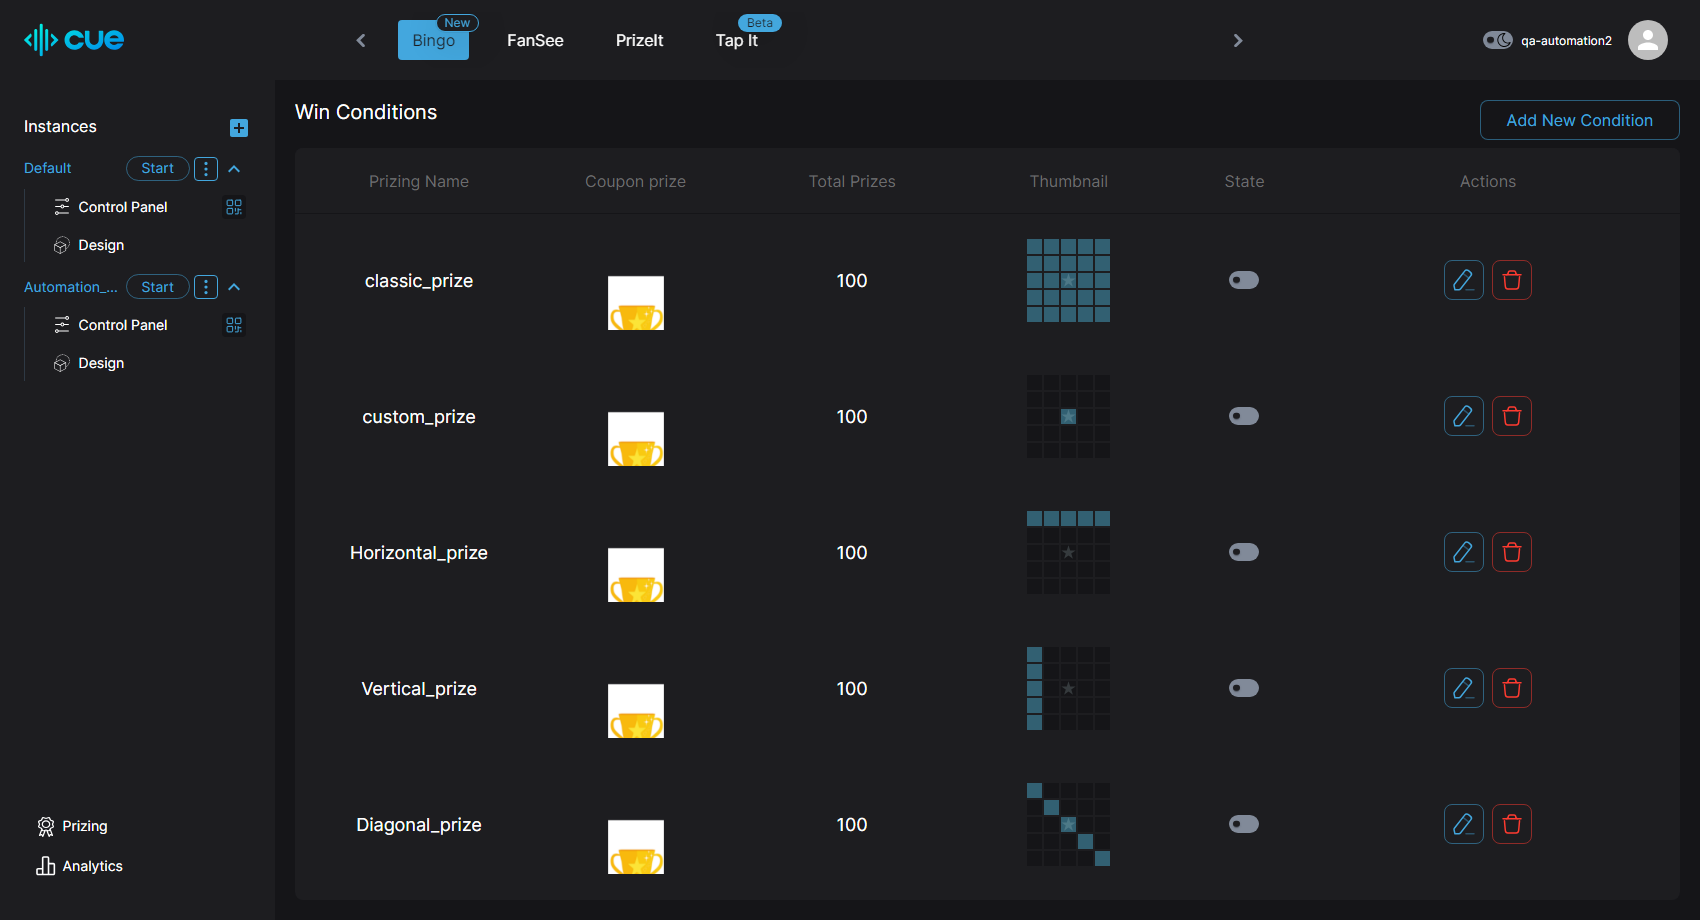 cue
Bingo
New
FanSee
PrizeIt
Tap It
Beta
qa-automation2
Instances
Default
Start
Control Panel
Design
Automation_...
Start
Control Panel
Design
Prizing
Analytics
Win Conditions
Add New Condition
Prizing Name Coupon prize Total Prizes Thumbnail State Actions
classic_prize 100
custom_prize 100
Horizontal_prize 100
Vertical_prize 100
Diagonal_prize 100